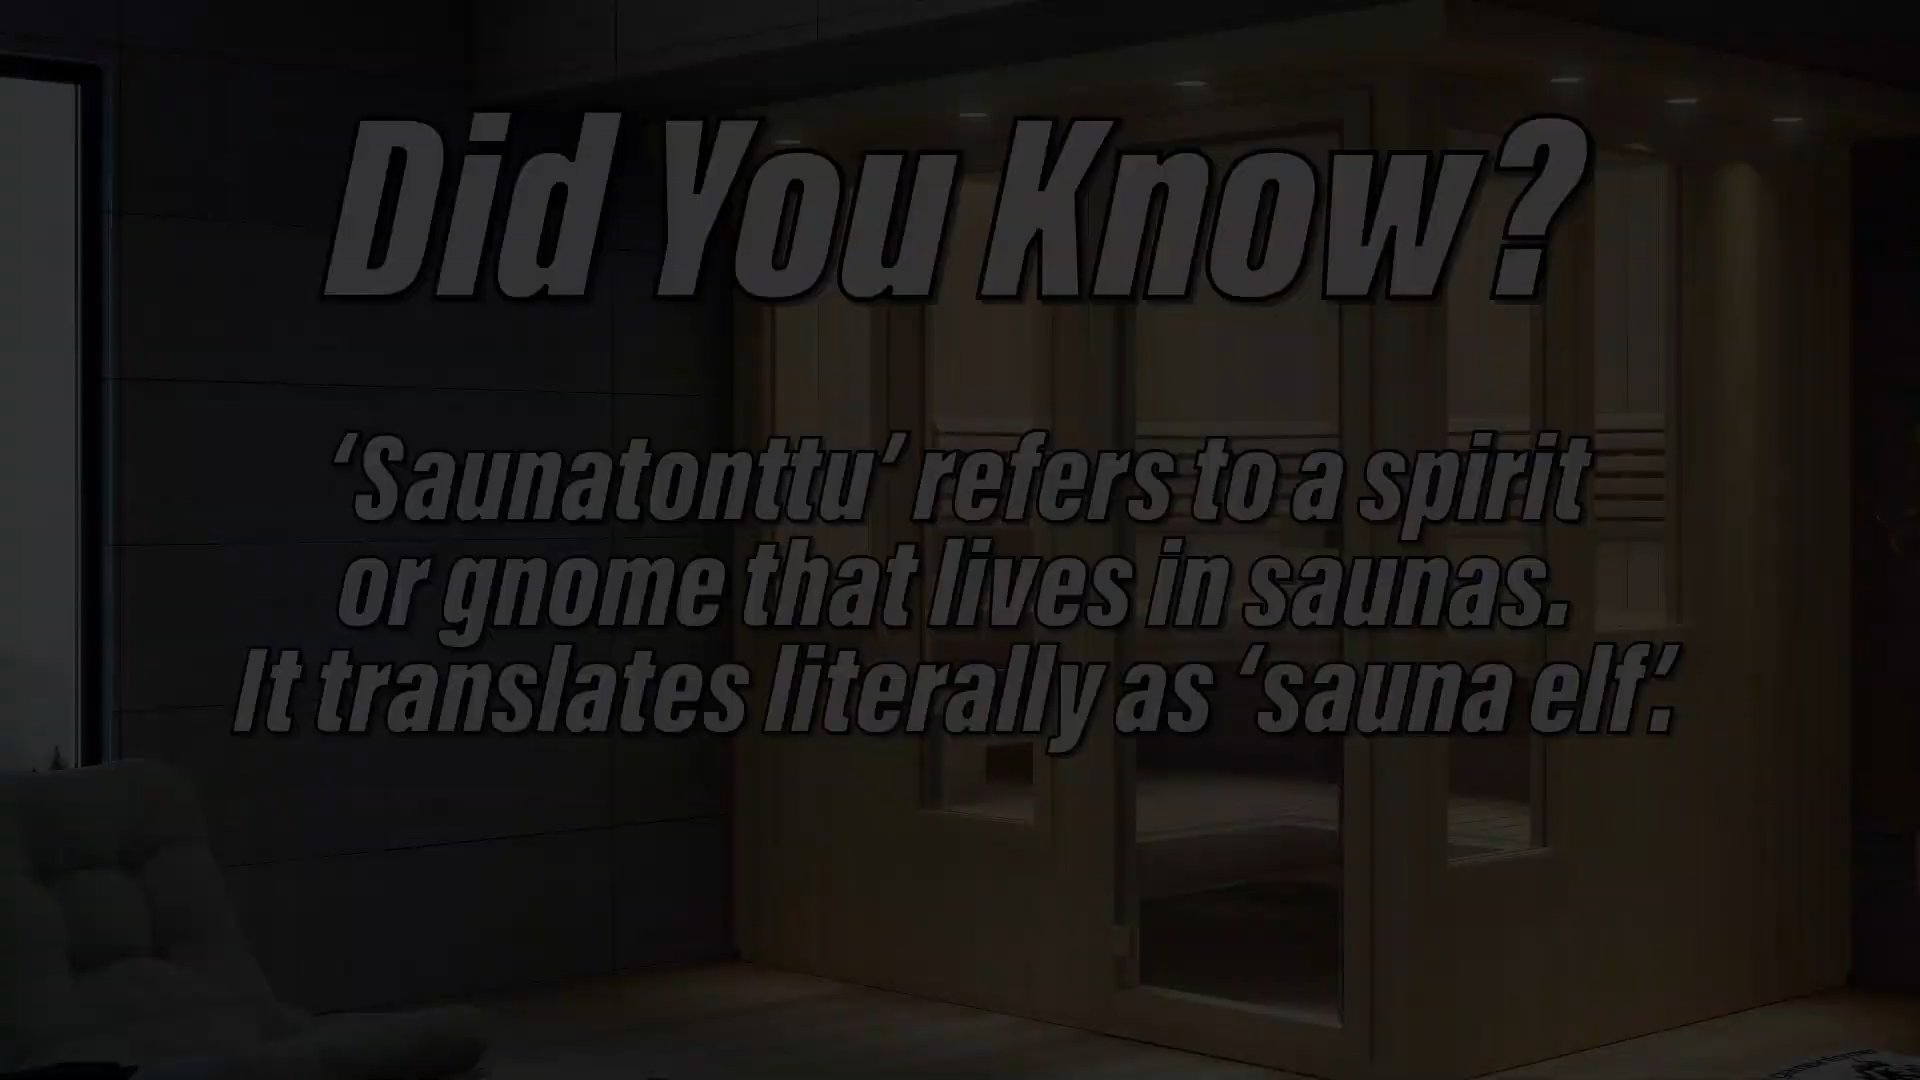 Did You Know?
‘Saunatonttu’ refers to a spirit
or gnome that lives in saunas.
It translates literally as ‘sauna elf’.